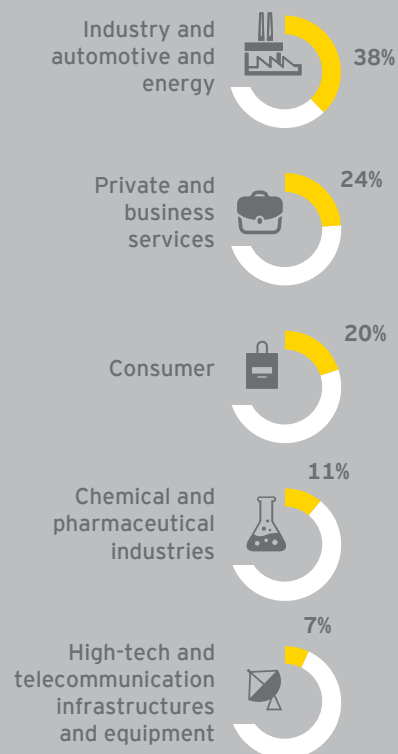 Industry and
automotive and
energy
38%
Private and
business
services
24%
Consumer
20%
Chemical and
pharmaceutical
industries
11%
High-tech and
telecommunication
infrastructures
and equipment
7%